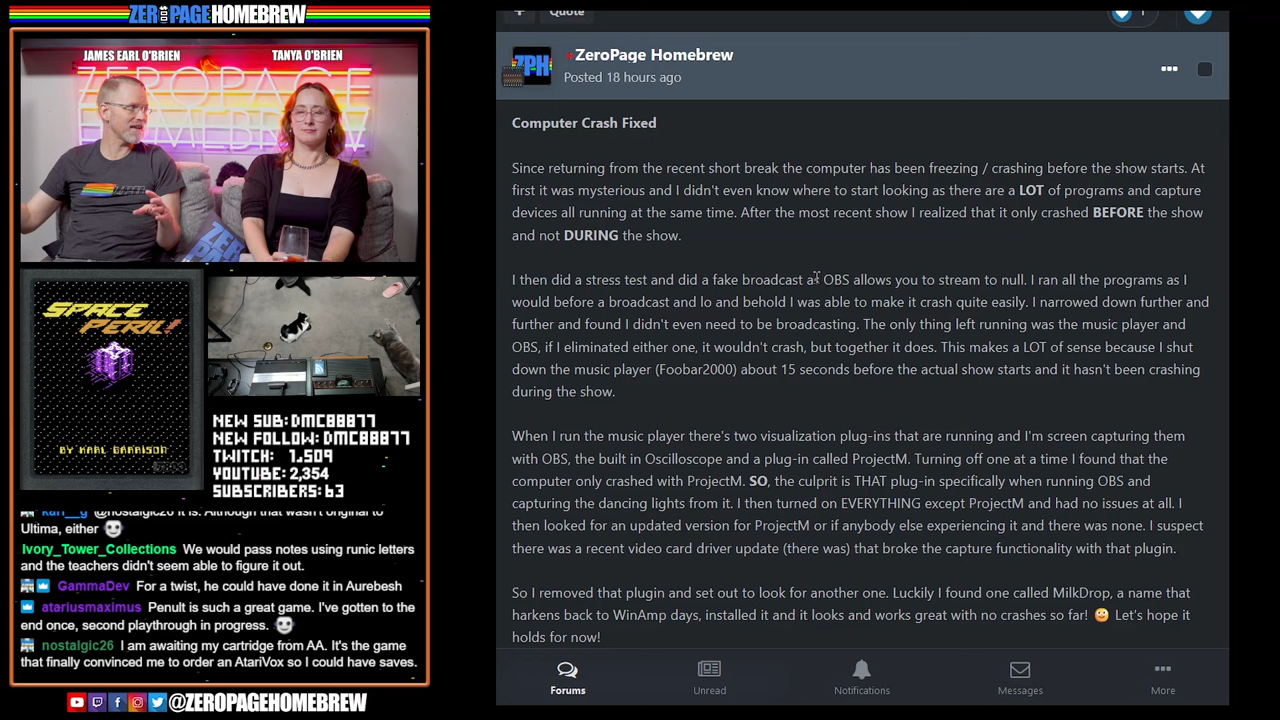 ZEROPAGE HOMEBREW
JAMES EARL O'BRIEN
TANYA O'BRIEN
ZEROPAGE
HOMEBREW
SPACE
PERIL!
BY KARL GARRISON
NEW SUB:DMC88877
NEW FOLLOW:DMC88877
TWITCH: 1,509
YOUTUBE: 2,354
SUBSCRIBERS: 63
karl__g @nostalgic26 It is. Although that wasn't original to
Ultima, either
Ivory_Tower_Collections We would pass notes using runic letters
and the teachers didn't seem able to figure it out.
GammaDev For a twist, he could have done it in Aurebesh
atariusmaximus Penult is such a great game. I've gotten to the
end once, second playthrough in progress.
nostalgic26 I am awaiting my cartridge from AA. It's the game
that finally convinced me to order an AtariVox so I could have saves.
@ZEROPAGEHOMEBREW
+ Quote
1
ZPH
+ZeroPage Homebrew
Posted 18 hours ago
Computer Crash Fixed
Since returning from the recent short break the computer has been freezing / crashing before the show starts. At
first it was mysterious and I didn't even know where to start looking as there are a LOT of programs and capture
devices all running at the same time. After the most recent show I realized that it only crashed BEFORE the show
and not DURING the show.
I then did a stress test and did a fake broadcast as OBS allows you to stream to null. I ran all the programs as I
would before a broadcast and lo and behold I was able to make it crash quite easily. I narrowed down further and
further and found I didn't even need to be broadcasting. The only thing left running was the music player and
OBS, if I eliminated either one, it wouldn't crash, but together it does. This makes a LOT of sense because I shut
down the music player (Foobar2000) about 15 seconds before the actual show starts and it hasn't been crashing
during the show.
When I run the music player there's two visualization plug-ins that are running and I'm screen capturing them
with OBS, the built in Oscilloscope and a plug-in called ProjectM. Turning off one at a time I found that the
computer only crashed with ProjectM. SO, the culprit is THAT plug-in specifically when running OBS and
capturing the dancing lights from it. I then turned on EVERYTHING except ProjectM and had no issues at all. I
then looked for an updated version for ProjectM or if anybody else experiencing it and there was none. I suspect
there was a recent video card driver update (there was) that broke the capture functionality with that plugin.
So I removed that plugin and set out to look for another one. Luckily I found one called MilkDrop, a name that
harkens back to WinAmp days, installed it and it looks and works great with no crashes so far! Let's hope it
holds for now!
Forums
Unread
Notifications
Messages
More